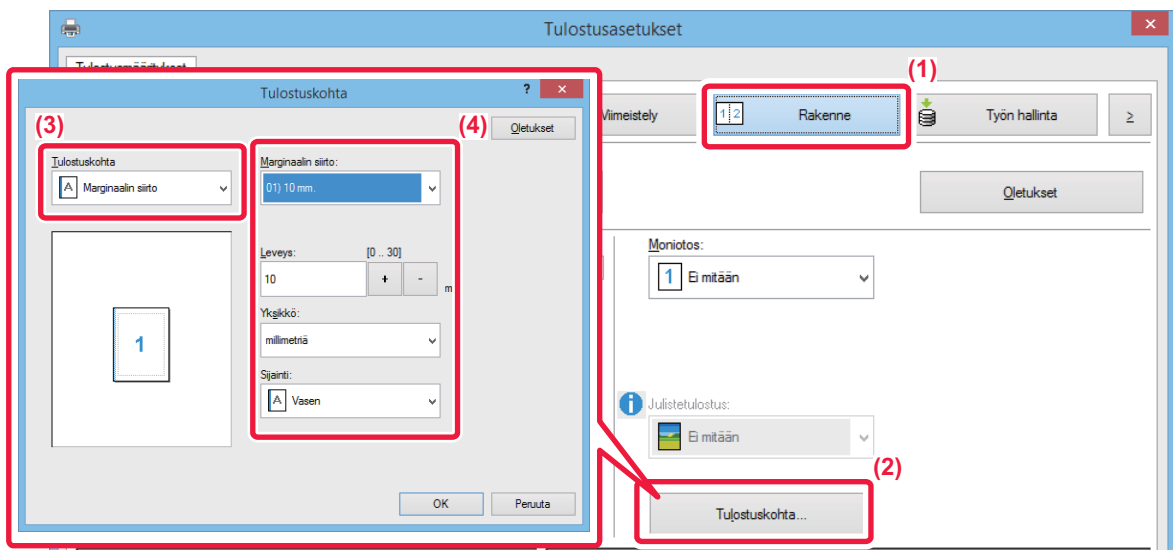 Tulostusasetukset
Tulostusmääritykset
(1)
Viimeistely
1 2 Rakenne
Työn hallinta
>
Oletukset
Moniotos:
1 Ei mitään
Julistetulostus:
Ei mitään
(2)
Tulostuskohta...
Tulostuskohta
?
(3)
(4)
Oletukset
Tulostuskohta
A Marginaalin siirto
1
Marginaalin siirto:
01) 10 mm.
Leveys: [0 .. 30]
10 + - m
Yksikkö:
millimetriä
Sijainti:
A Vasen
OK Peruuta